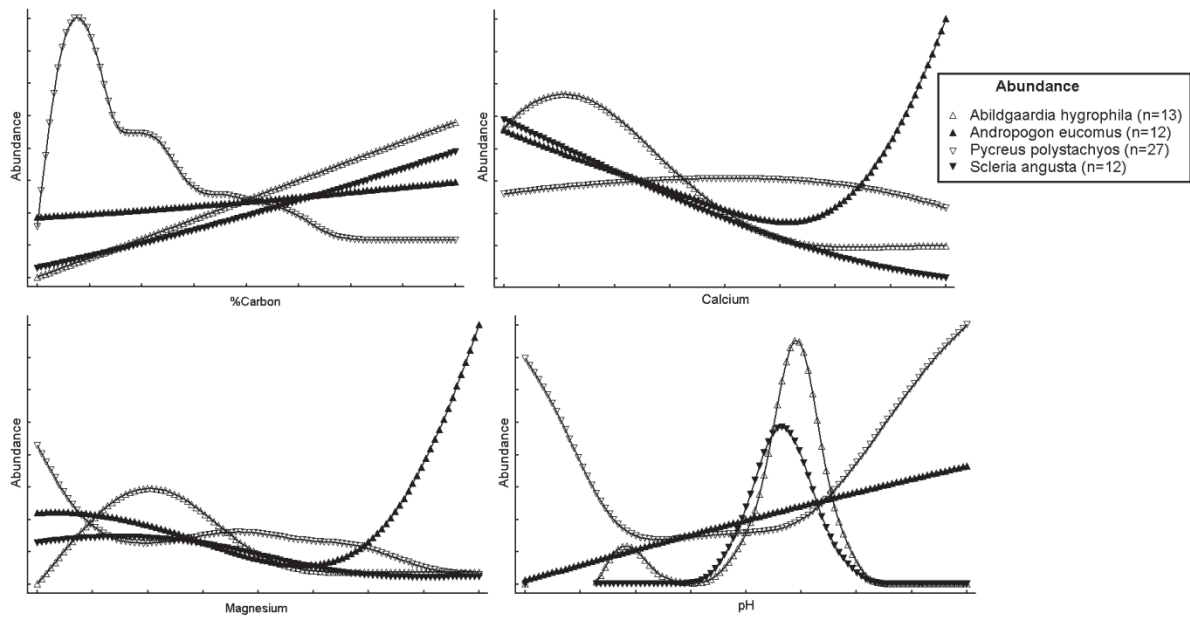 Abundance
%Carbon
Abundance
Calcium
Abundance
△ Abildgaardia hygrophila (n=13)
▲ Andropogon eucomus (n=12)
▽ Pycreus polystachyos (n=27)
▼ Scleria angusta (n=12)
Abundance
Magnesium
Abundance
pH